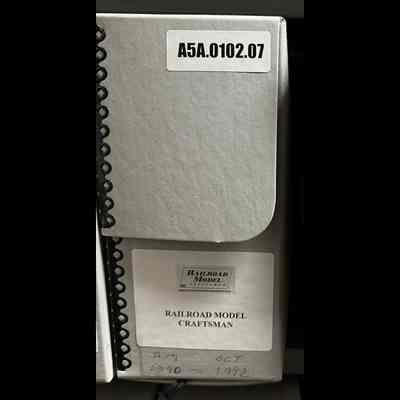 A5A.0102.07
RAILROAD
MODEL
CRAFTSMAN
RAILROAD MODEL
CRAFTSMAN
OCT
1990 — 1992